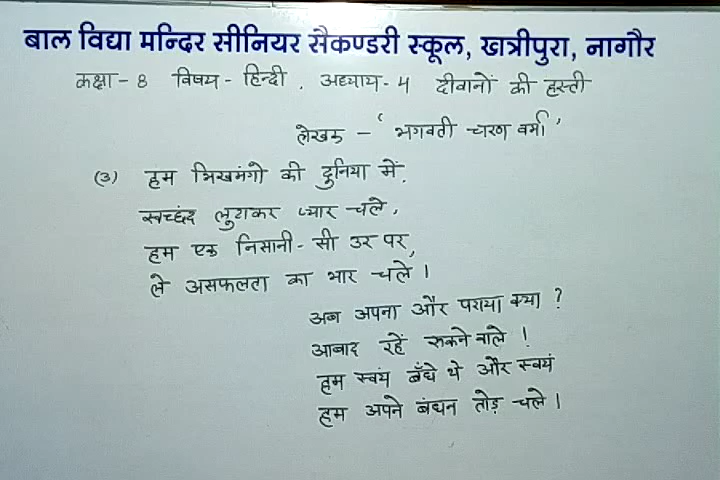 बाल विद्या मन्दिर सीनियर सैकण्डरी स्कूल, खत्रीपुरा, नागौर
कक्षा - 8 विषय - हिन्दी . अध्याय - 4 दीवानों की हस्ती
लेखक - ' भगवती चरण वर्मा '
(3) हम भिखमंगो की दुनिया में,
स्वच्छंद लुटाकर प्यार चले,
हम एक निसानी - सी उर पर,
ले असफलता का भार चले ।
अब अपना और पराया क्या ?
आबाद रहें रुकने वाले !
हम स्वयं बँधे थे और स्वयं
हम अपने बंधन तोड़ चले ।